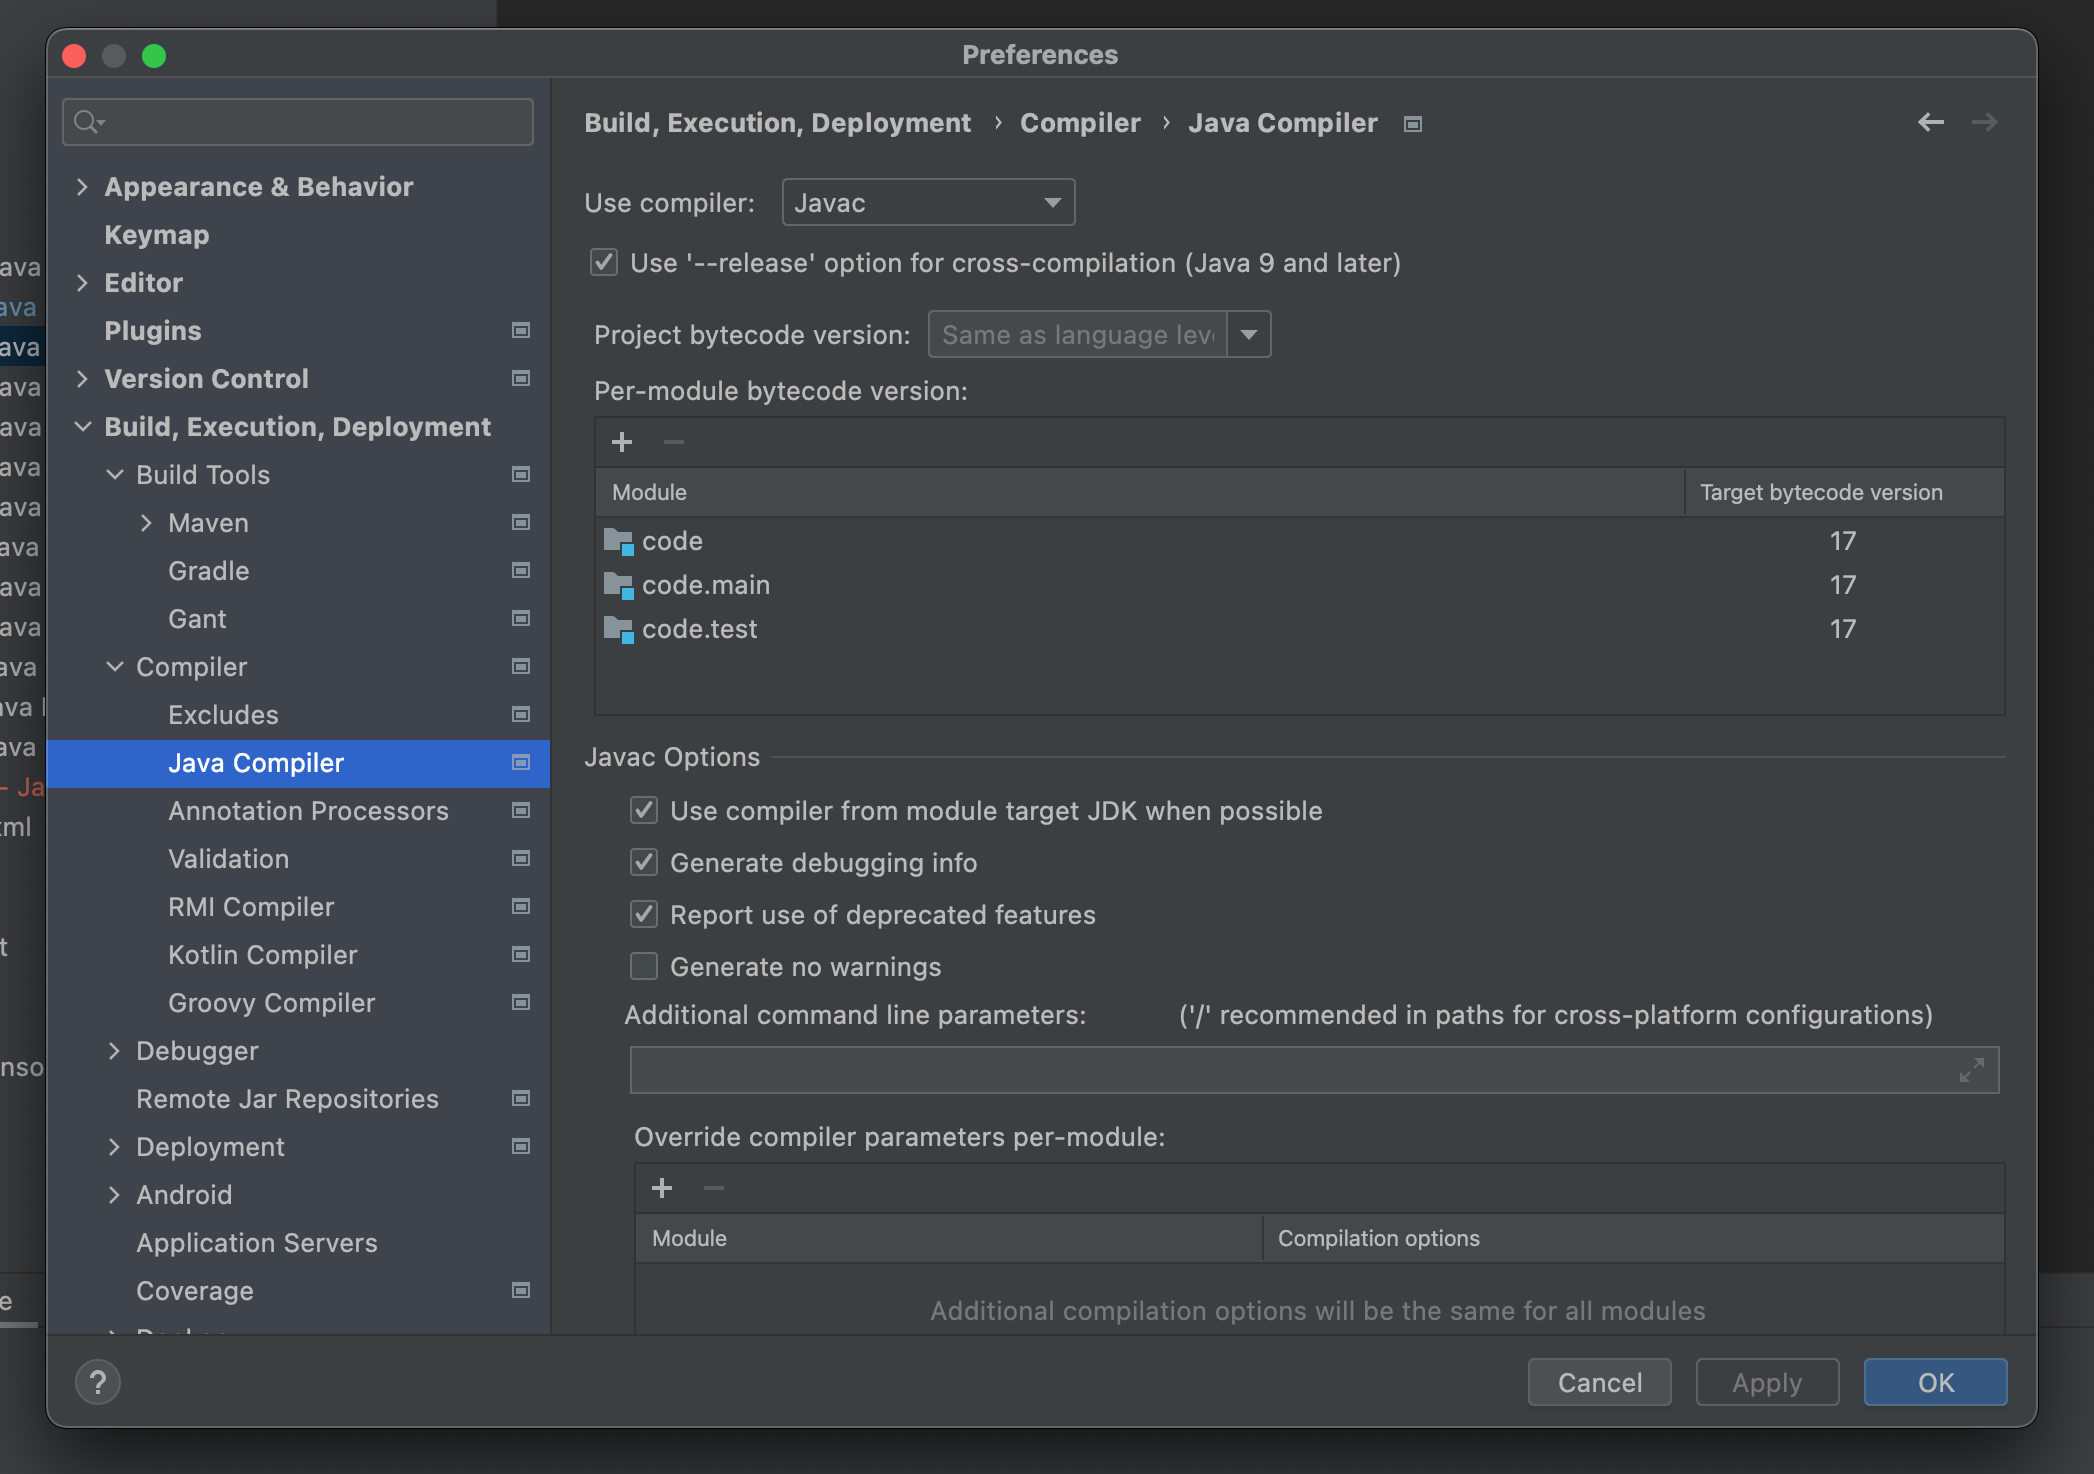 Preferences
Appearance & Behavior
Keymap
Editor
Plugins
Version Control
Build, Execution, Deployment
Build Tools
Maven
Gradle
Gant
Compiler
Excludes
Java Compiler
Annotation Processors
Validation
RMI Compiler
Kotlin Compiler
Groovy Compiler
Debugger
Remote Jar Repositories
Deployment
Android
Application Servers
Coverage
Build, Execution, Deployment › Compiler › Java Compiler
Use compiler: Javac
Use '--release' option for cross-compilation (Java 9 and later)
Project bytecode version: Same as language lev
Per-module bytecode version:
Module Target bytecode version
code 17
code.main 17
code.test 17
Javac Options
Use compiler from module target JDK when possible
Generate debugging info
Report use of deprecated features
Generate no warnings
Additional command line parameters: ('/' recommended in paths for cross-platform configurations)
Override compiler parameters per-module:
Module Compilation options
Additional compilation options will be the same for all modules
? Cancel Apply OK